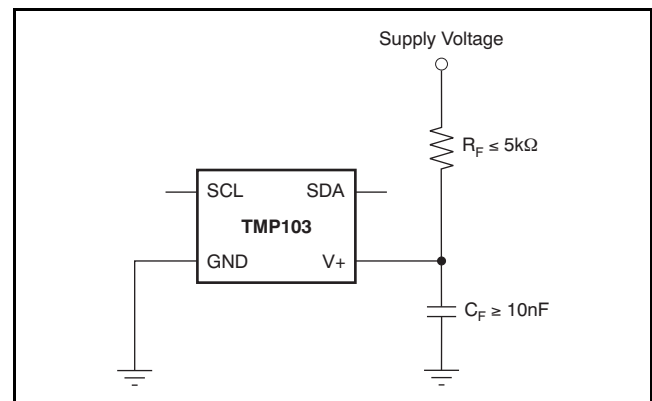 Supply Voltage
R_F ≤ 5kΩ
SCL SDA
TMP103
GND V+
C_F ≥ 10nF